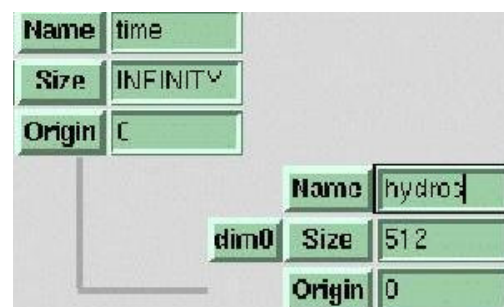 Name time
Size INFINITY
Origin 0
Name
dim0 Size 512
Origin 0